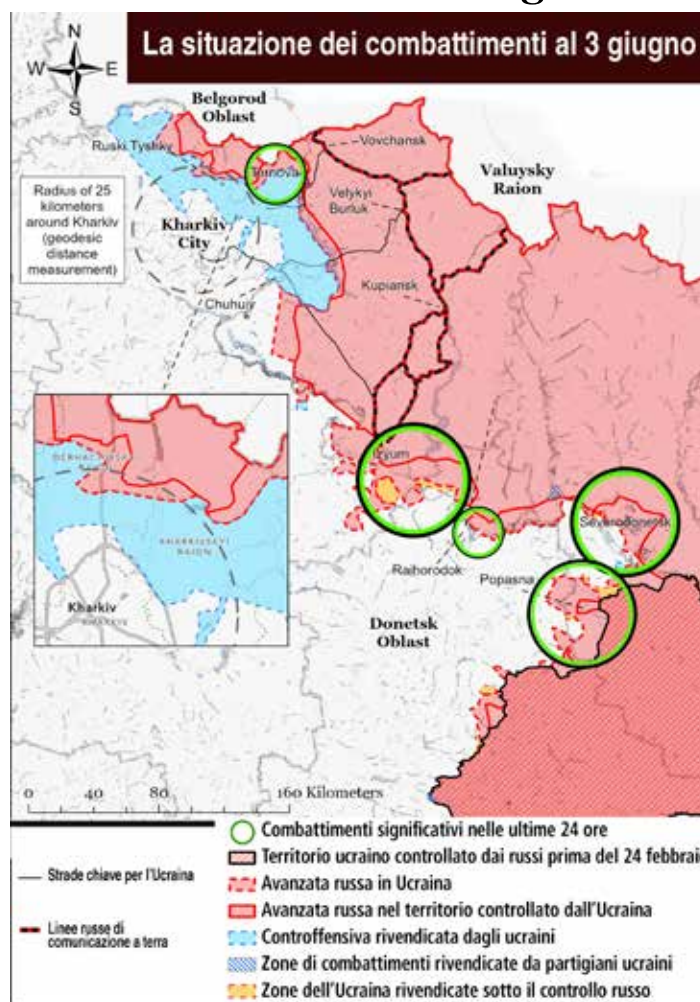 La situazione dei combattimenti al 3 giugno
N
W E
S
Belgorod
Oblast
Ruski Tyshky
Vovchansk
Ternova
Valuysky
Raion
Radius of 25
kilometers
around Kharkiv
(geodesic
distance
measurement)
Velykyi
Burluk
Kharkiv
City
Kupiansk
Chuhuiv
Izyum
KHARKIVSKYI
RAION
Kharkiv
Severodonetsk
Raihorodok
Popasna
Donetsk
Oblast
0 40 80 160 Kilometers
Strade chiave per l'Ucraina
Linee russe di
comunicazione a terra
Combattimenti significativi nelle ultime 24 ore
Territorio ucraino controllato dai russi prima del 24 febbraio
Avanzata russa in Ucraina
Avanzata russa nel territorio controllato dall'Ucraina
Controffensiva rivendicata dagli ucraini
Zone di combattimenti rivendicate da partigiani ucraini
Zone dell'Ucraina rivendicate sotto il controllo russo